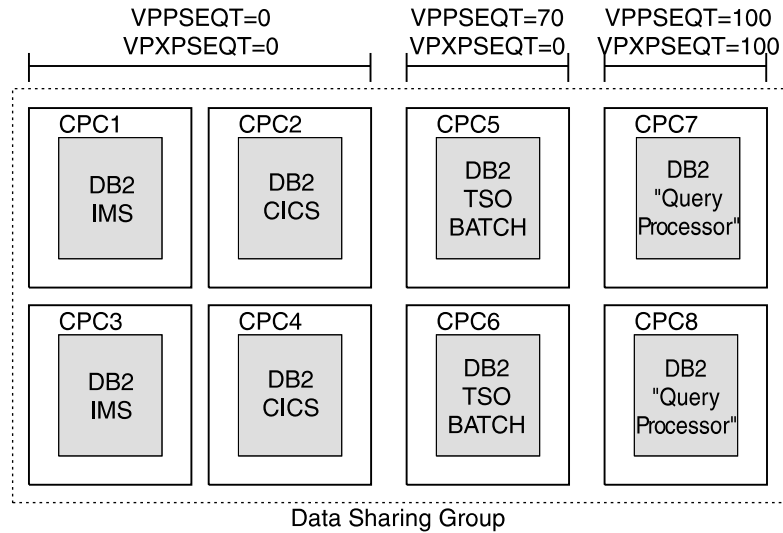 VPPSEQT=0
VPXPSEQT=0
VPPSEQT=70
VPXPSEQT=0
VPPSEQT=100
VPXPSEQT=100
CPC1
DB2
IMS
CPC2
DB2
CICS
CPC5
DB2
TSO
BATCH
CPC7
DB2
"Query
Processor"
CPC3
DB2
IMS
CPC4
DB2
CICS
CPC6
DB2
TSO
BATCH
CPC8
DB2
"Query
Processor"
Data Sharing Group